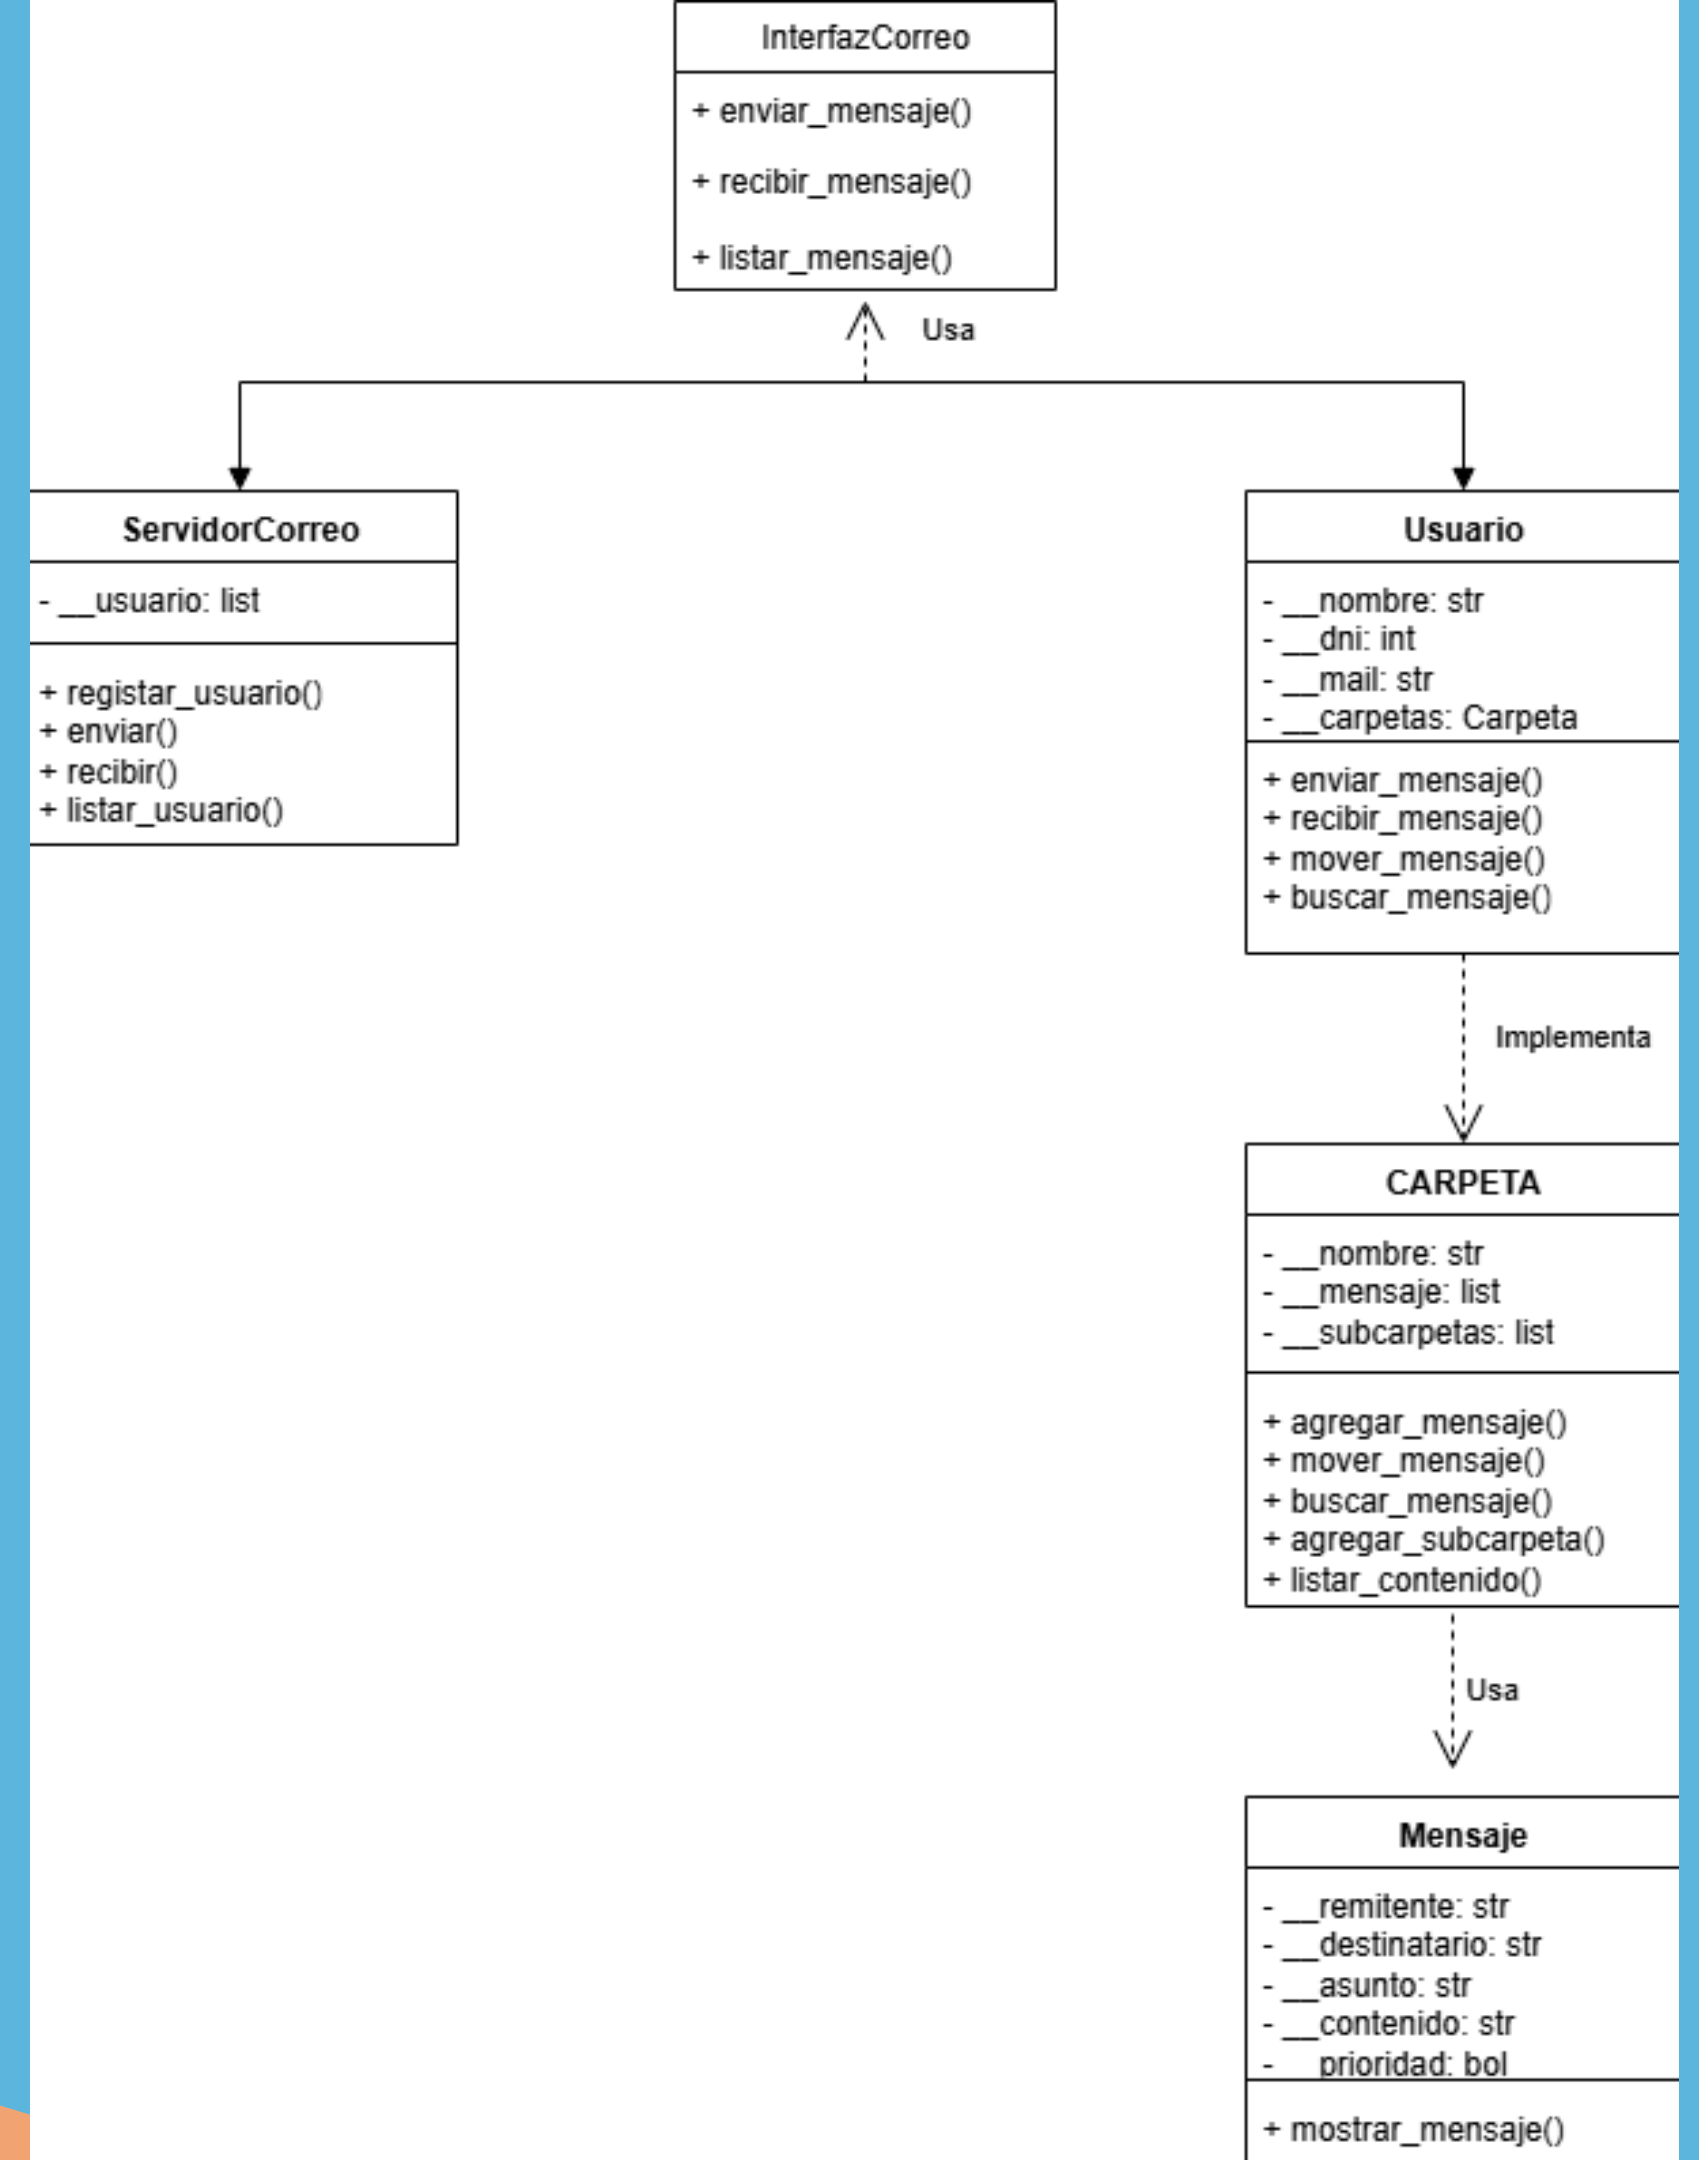 InterfazCorreo
+ enviar_mensaje()
+ recibir_mensaje()
+ listar_mensaje()
Usa
ServidorCorreo
- __usuario: list
+ registar_usuario()
+ enviar()
+ recibir()
+ listar_usuario()
Usuario
- __nombre: str
- __dni: int
- __mail: str
- __carpetas: Carpeta
+ enviar_mensaje()
+ recibir_mensaje()
+ mover_mensaje()
+ buscar_mensaje()
Implementa
CARPETA
- __nombre: str
- __mensaje: list
- __subcarpetas: list
+ agregar_mensaje()
+ mover_mensaje()
+ buscar_mensaje()
+ agregar_subcarpeta()
+ listar_contenido()
Usa
Mensaje
- __remitente: str
- __destinatario: str
- __asunto: str
- __contenido: str
- __prioridad: bol
+ mostrar_mensaje()